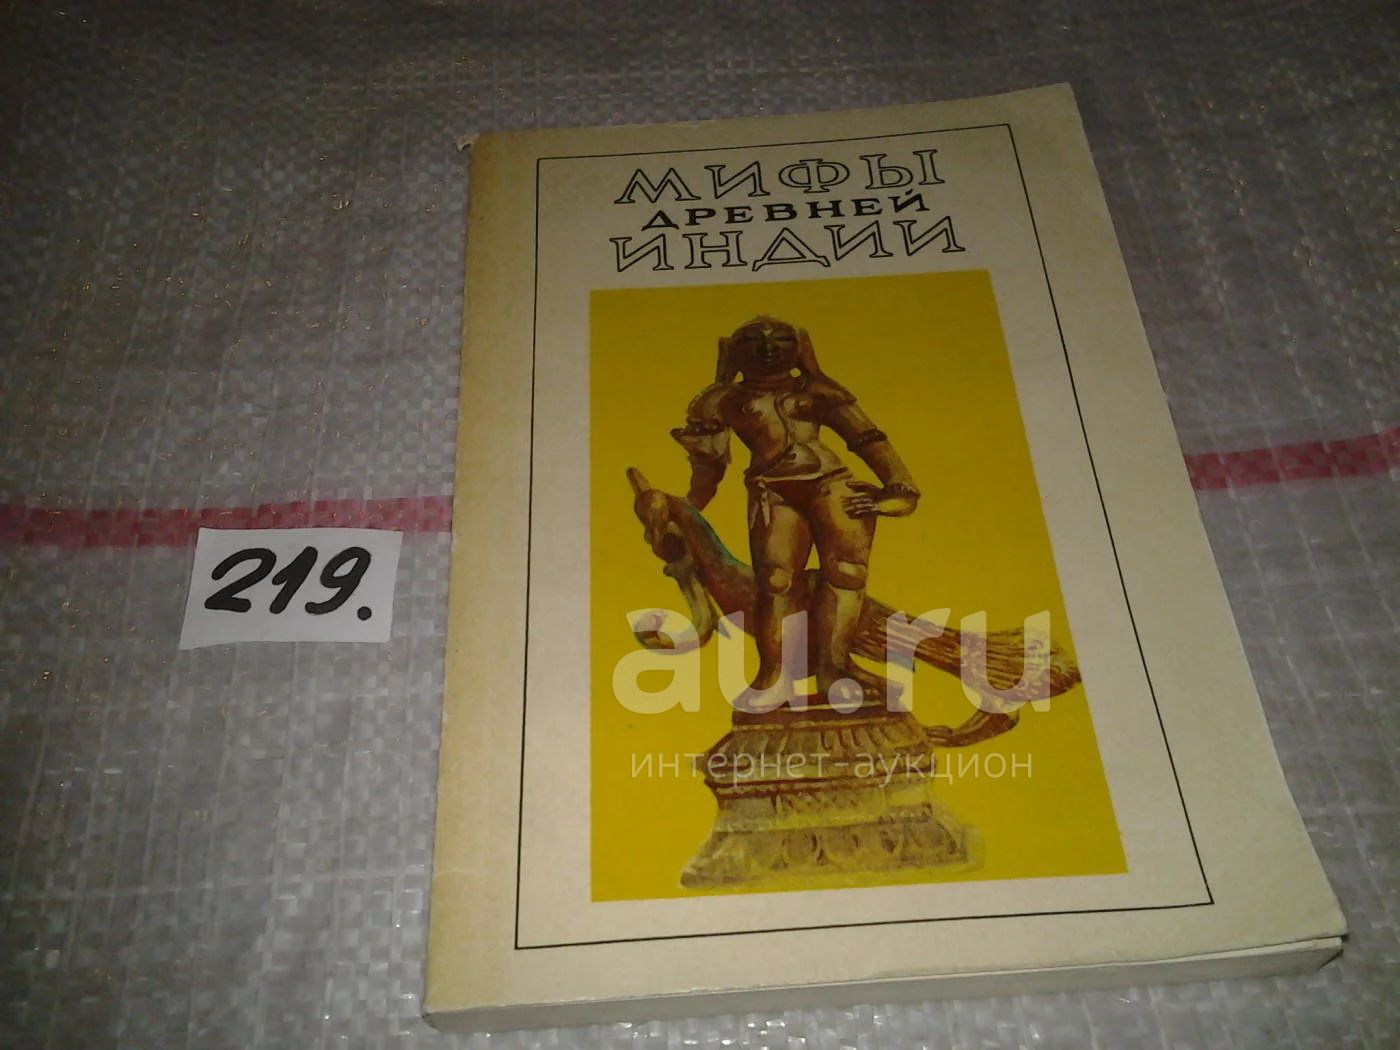 МИФЫ
ДРЕВНЕЙ
ИНДИИ
219.
au.ru
интернет-аукцион